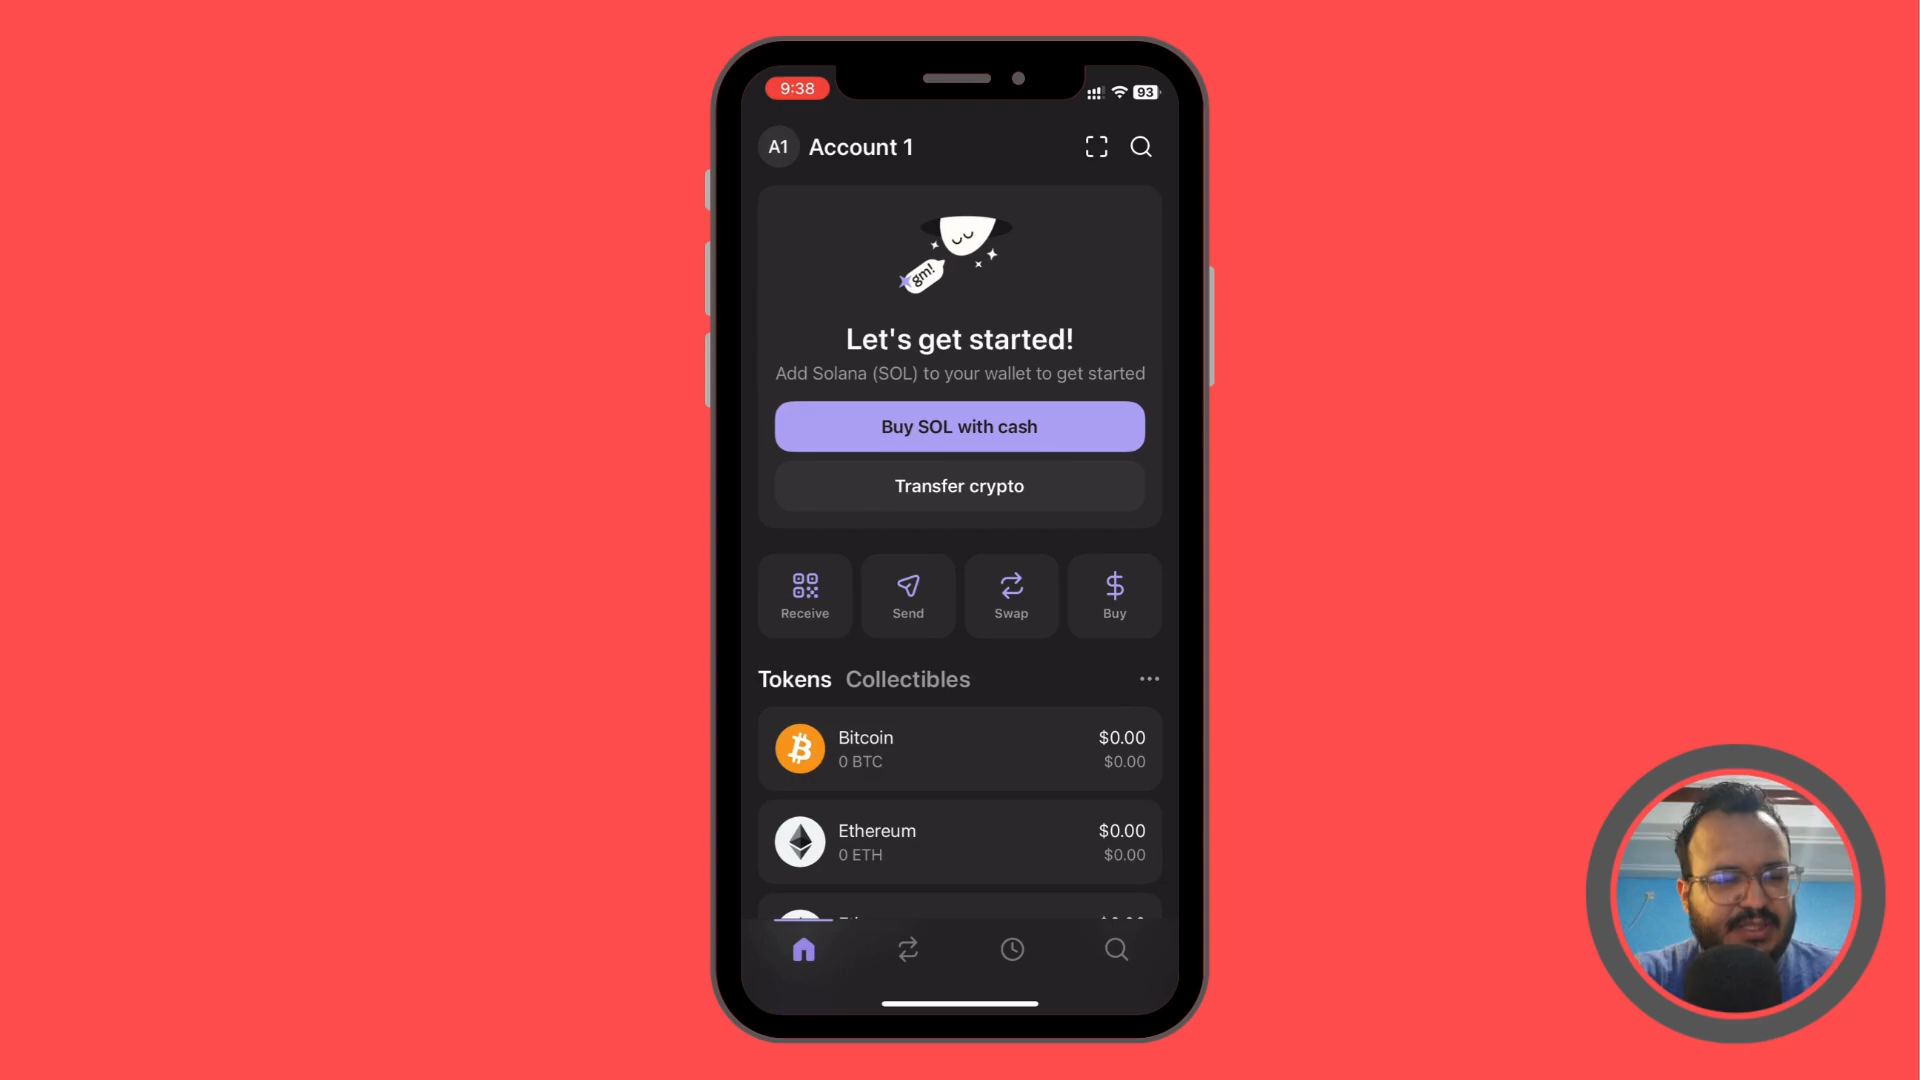 9:38
93
A1 Account 1
gm!
Let's get started!
Add Solana (SOL) to your wallet to get started
Buy SOL with cash
Transfer crypto
Receive Send Swap Buy
Tokens Collectibles
Bitcoin $0.00
0 BTC $0.00
Ethereum $0.00
0 ETH $0.00